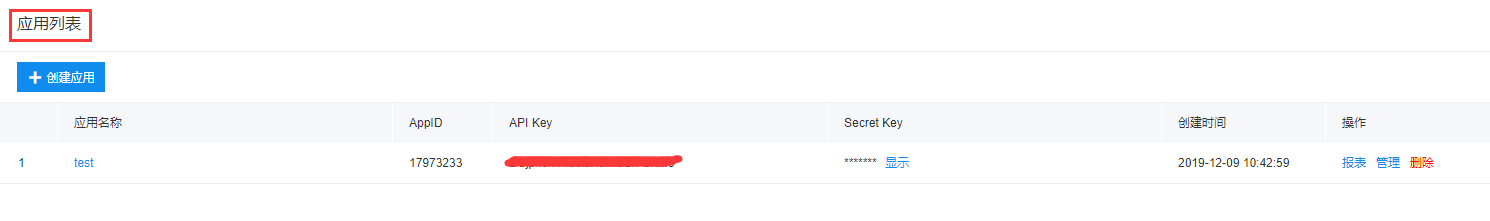 应用列表
创建应用
应用名称 AppID API Key Secret Key 创建时间 操作
1 test 17973233 ******* 显示 2019-12-09 10:42:59 报表 管理 删除